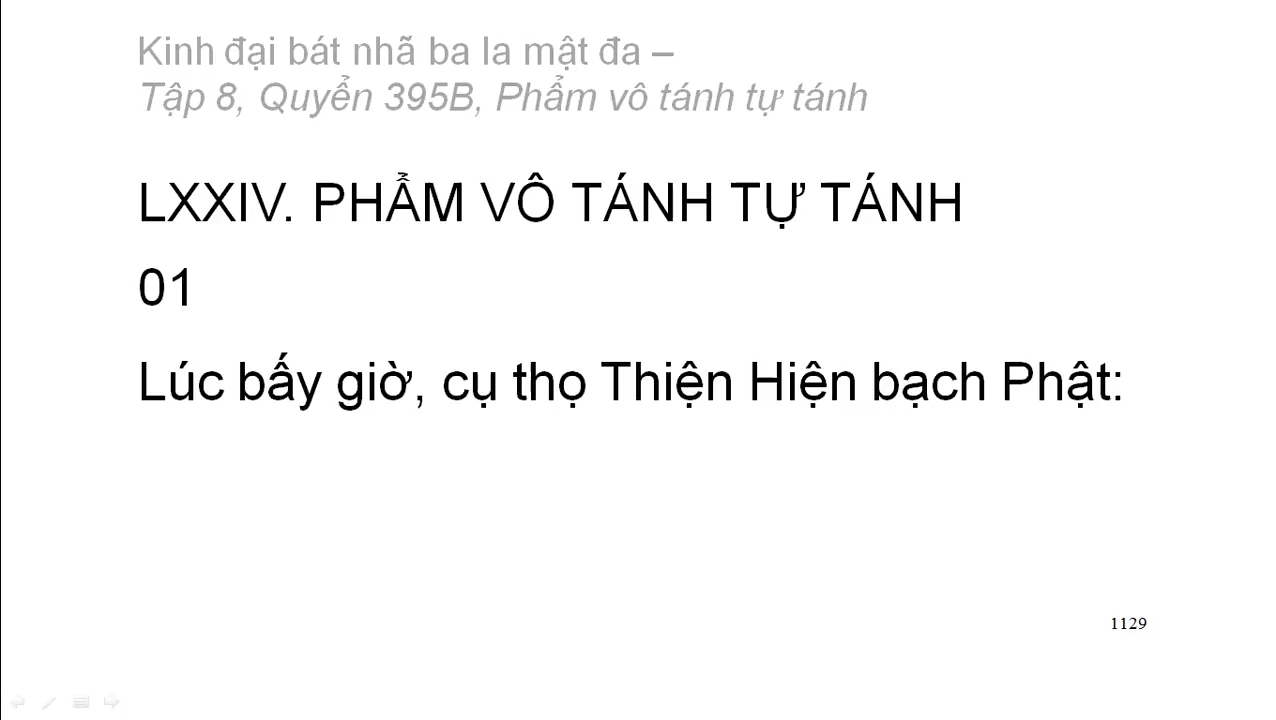 Kinh đại bát nhã ba la mật đa –
Tập 8, Quyển 395B, Phẩm vô tánh tự tánh
LXXIV. PHẨM VÔ TÁNH TỰ TÁNH
01
Lúc bấy giờ, cụ thọ Thiện Hiện bạch Phật:
1129